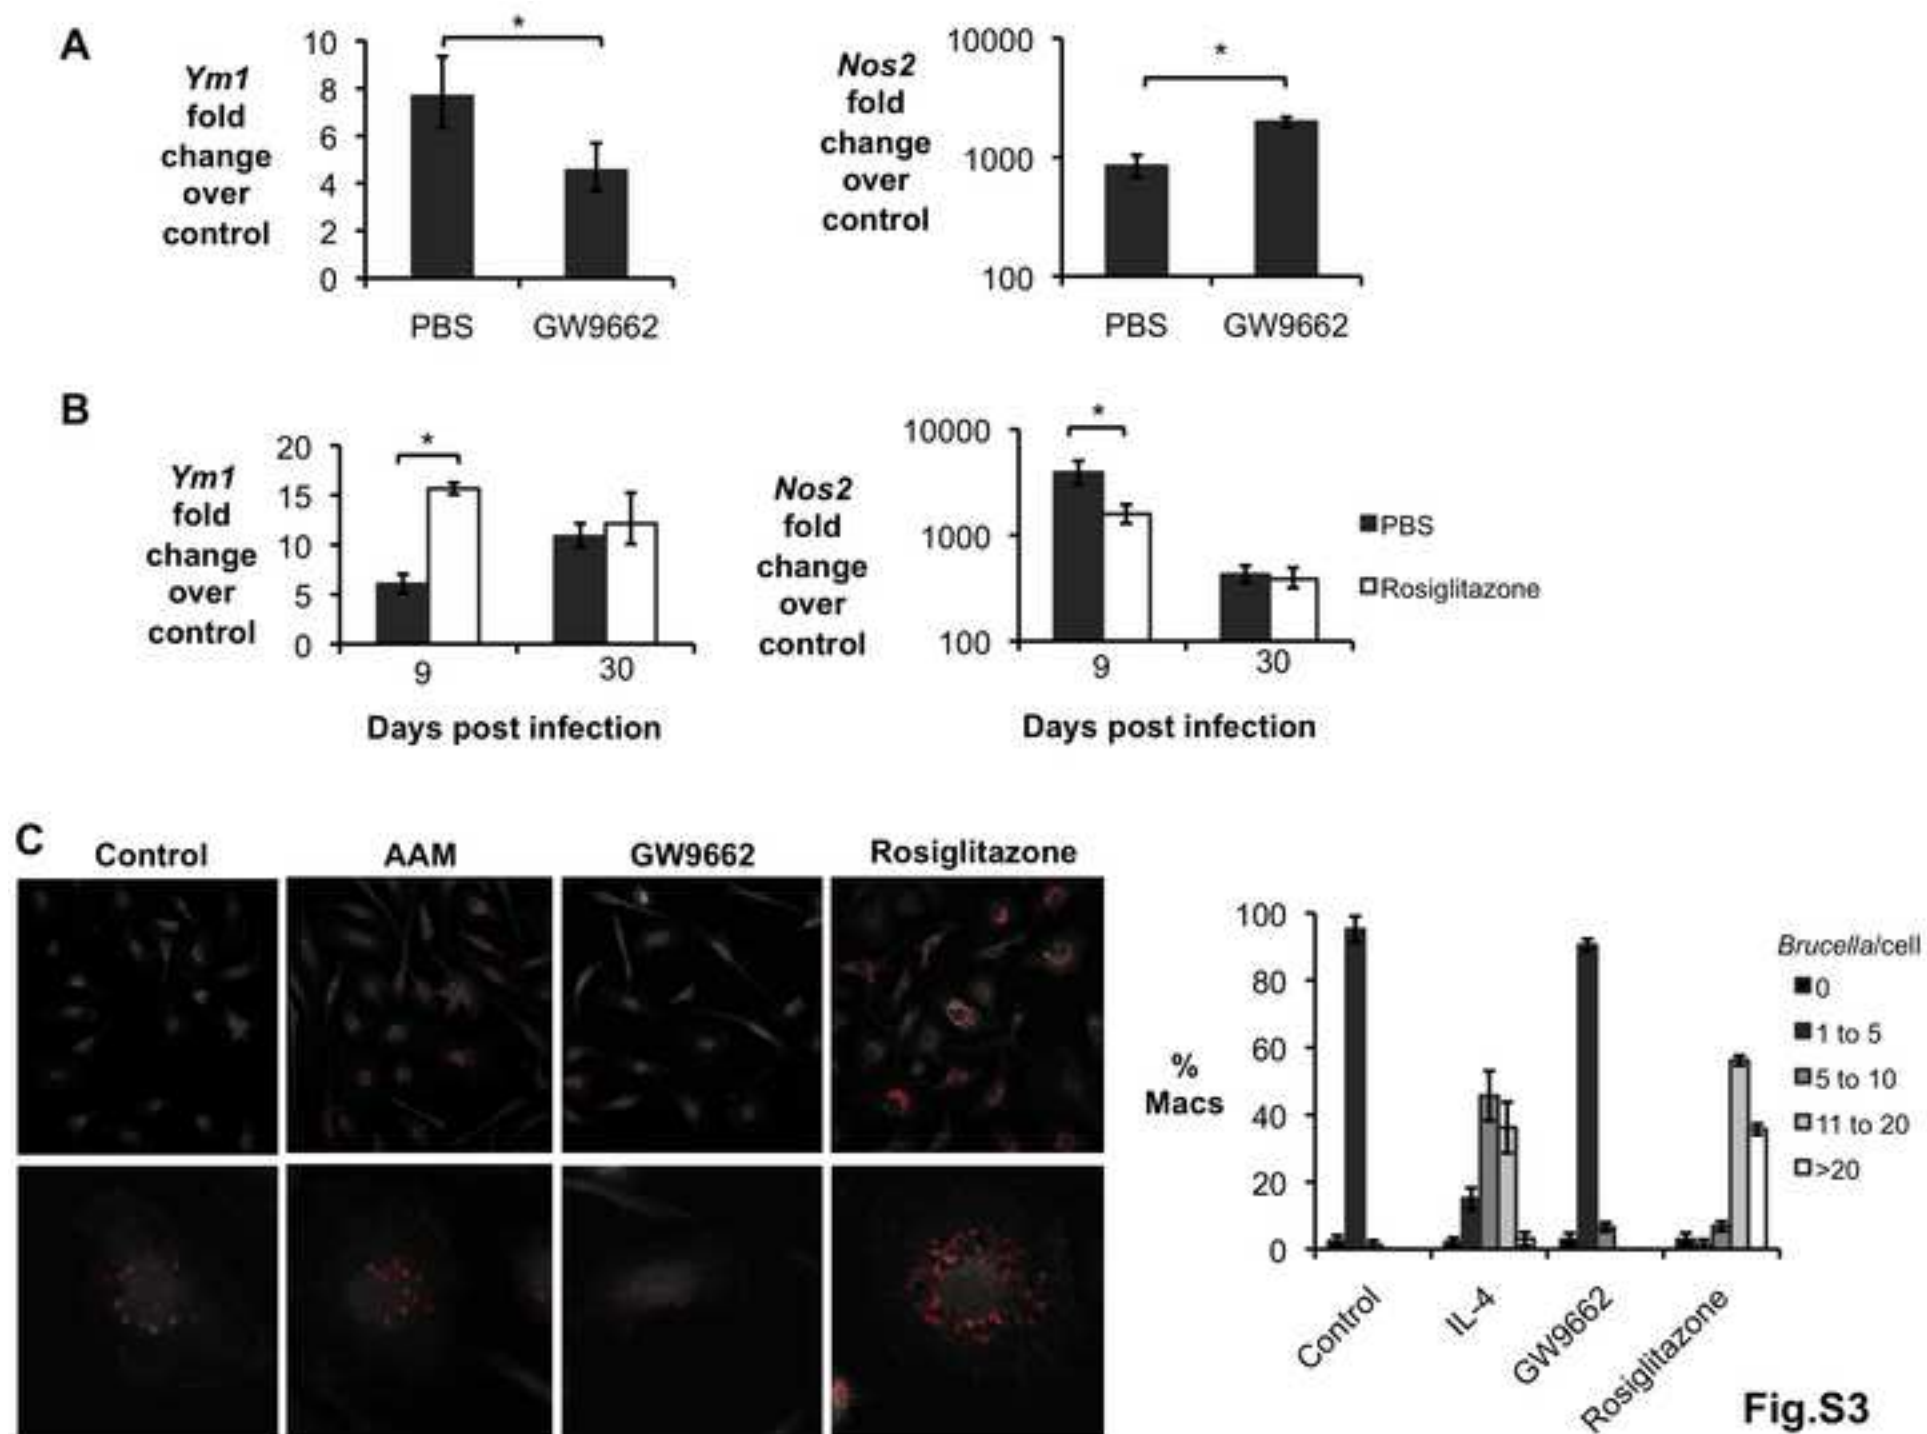 A
Ym1
fold
change
over
control
10
8
6
4
2
0
*
PBS GW9662
Nos2
fold
change
over
control
10000
1000
100
*
PBS GW9662
B
Ym1
fold
change
over
control
20
15
10
5
0
*
9 30
Days post infection
Nos2
fold
change
over
control
10000
1000
100
*
9 30
Days post infection
PBS
Rosiglitazone
C
Control AAM GW9662 Rosiglitazone
%
Macs
100
80
60
40
20
0
Control IL-4 GW9662 Rosiglitazone
Brucella/cell
0
1 to 5
5 to 10
11 to 20
>20
Fig.S3